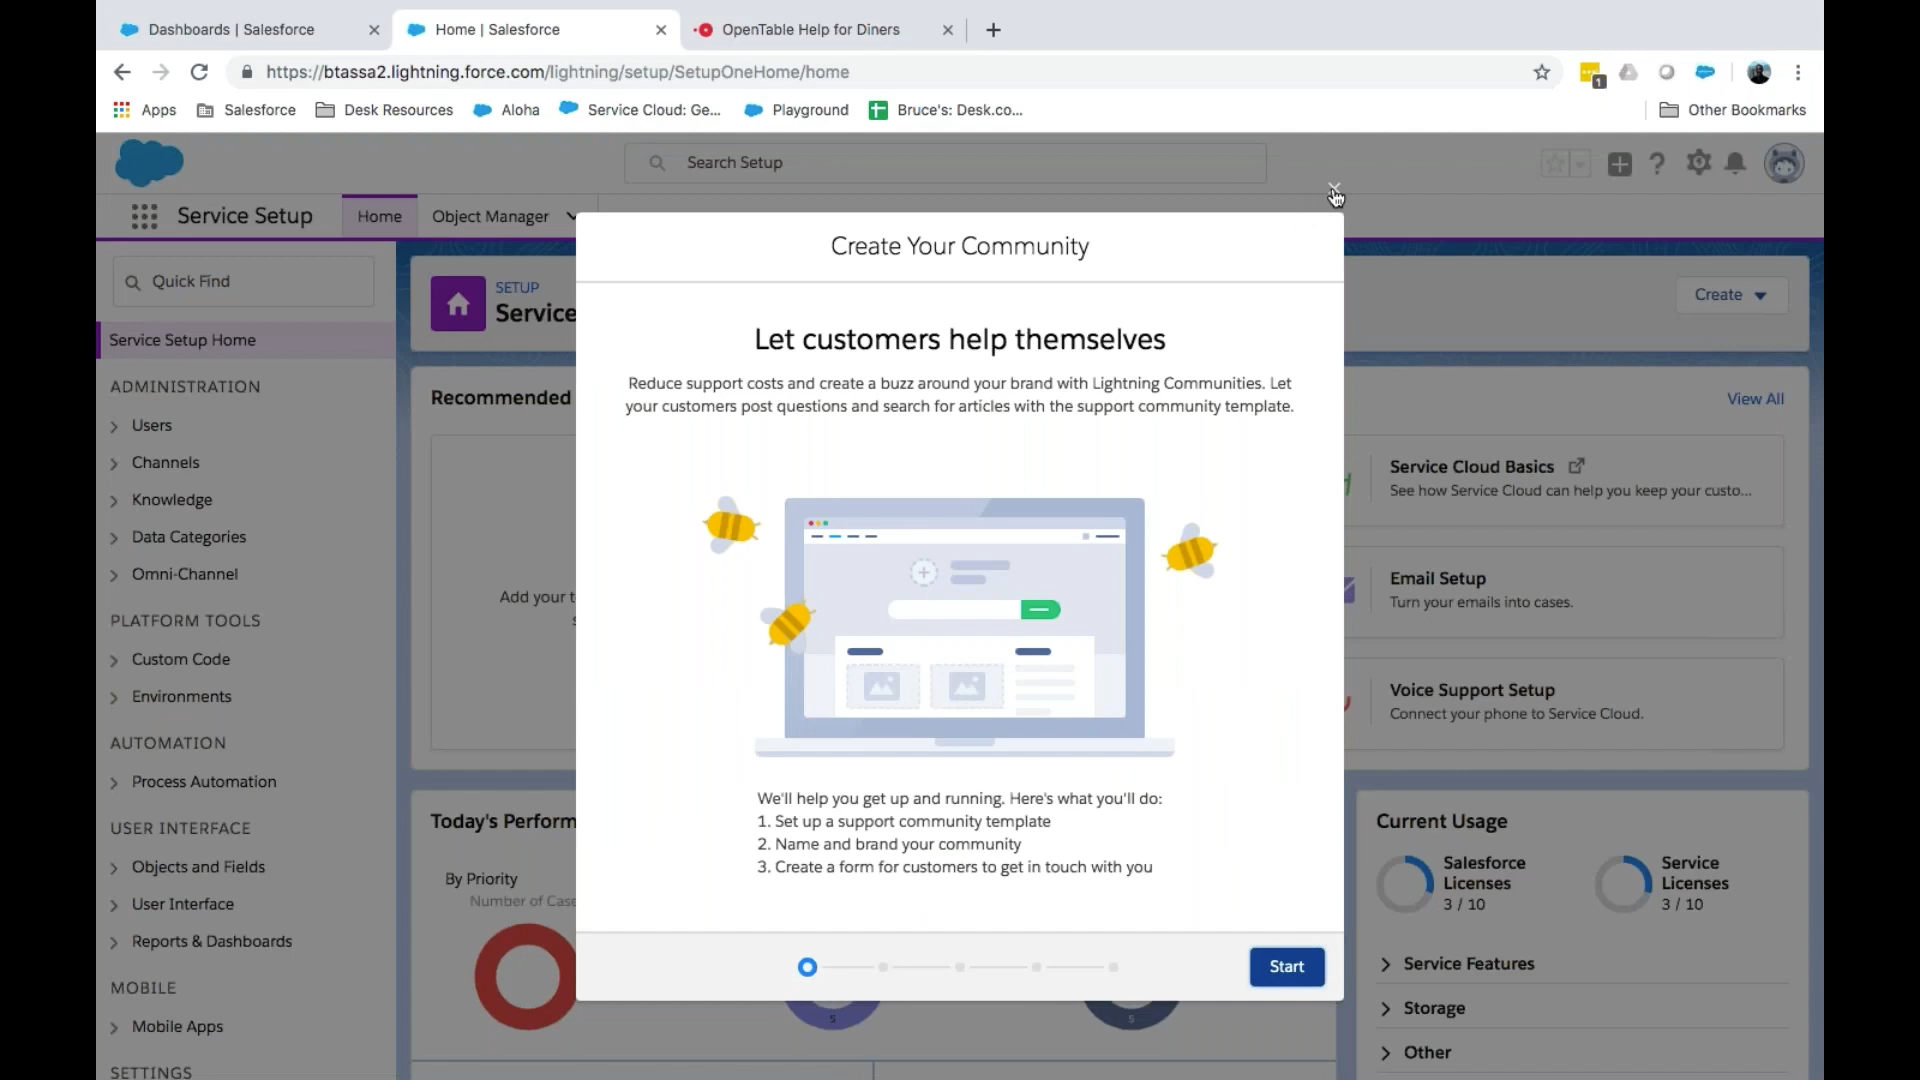 Dashboards | Salesforce
Home | Salesforce
OpenTable Help for Diners
https://btassa2.lightning.force.com/lightning/setup/SetupOneHome/home
1
Apps
Salesforce
Desk Resources
Aloha
Service Cloud: Ge...
Playground
Bruce's: Desk.co...
Other Bookmarks
Search Setup
Service Setup
Home
Object Manager
Quick Find
Service Setup Home
ADMINISTRATION
Users
Channels
Knowledge
Data Categories
Omni-Channel
PLATFORM TOOLS
Custom Code
Environments
AUTOMATION
Process Automation
USER INTERFACE
Objects and Fields
User Interface
Reports & Dashboards
MOBILE
Mobile Apps
SETTINGS
SETUP
Service
Create
Recommended
Add your t
View All
Service Cloud Basics
See how Service Cloud can help you keep your custo...
Email Setup
Turn your emails into cases.
Voice Support Setup
Connect your phone to Service Cloud.
Today's Perform
By Priority
Number of Case
5
5
Current Usage
Salesforce
Licenses
3 / 10
Service
Licenses
3 / 10
Service Features
Storage
Other
Create Your Community
Let customers help themselves
Reduce support costs and create a buzz around your brand with Lightning Communities. Let
your customers post questions and search for articles with the support community template.
We'll help you get up and running. Here's what you'll do:
1. Set up a support community template
2. Name and brand your community
3. Create a form for customers to get in touch with you
Start